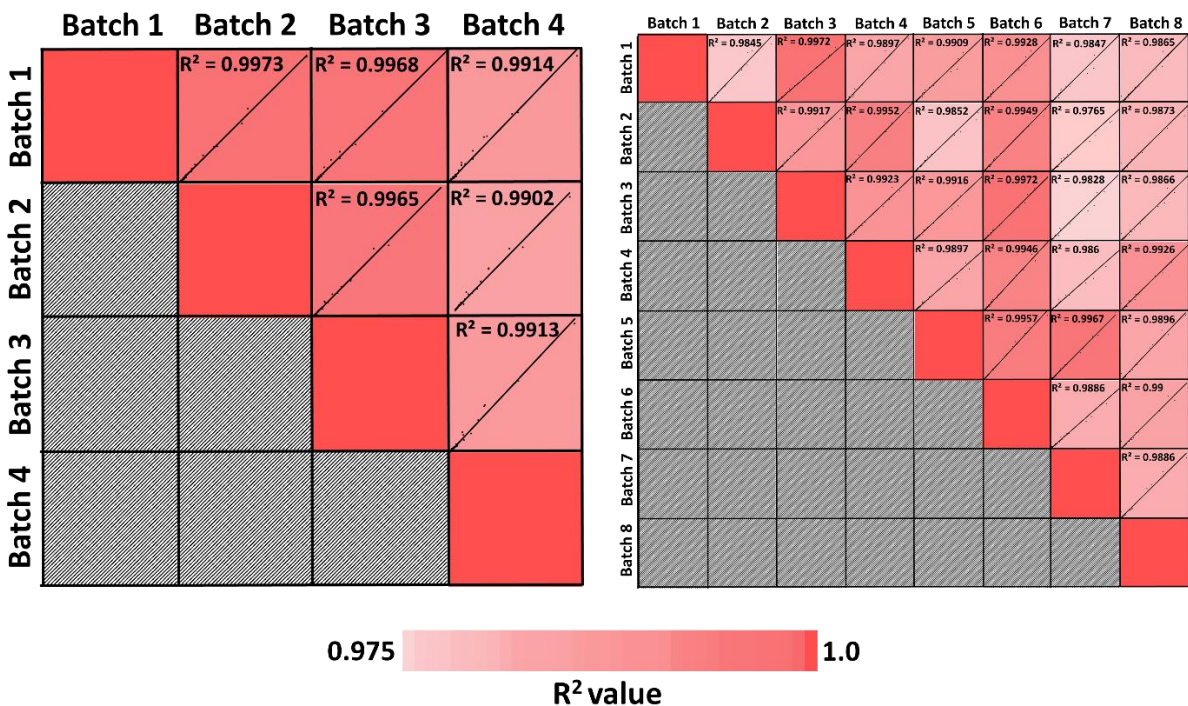 Batch 1 Batch 2 Batch 3 Batch 4
Batch 1 R² = 0.9973 R² = 0.9968 R² = 0.9914
Batch 2 R² = 0.9965 R² = 0.9902
Batch 3 R² = 0.9913
Batch 4
Batch 1 Batch 2 Batch 3 Batch 4 Batch 5 Batch 6 Batch 7 Batch 8
Batch 1 R² = 0.9845 R² = 0.9972 R² = 0.9897 R² = 0.9909 R² = 0.9928 R² = 0.9847 R² = 0.9865
Batch 2 R² = 0.9917 R² = 0.9952 R² = 0.9852 R² = 0.9949 R² = 0.9765 R² = 0.9873
Batch 3 R² = 0.9923 R² = 0.9916 R² = 0.9972 R² = 0.9828 R² = 0.9866
Batch 4 R² = 0.9897 R² = 0.9946 R² = 0.986 R² = 0.9926
Batch 5 R² = 0.9957 R² = 0.9967 R² = 0.9896
Batch 6 R² = 0.9886 R² = 0.99
Batch 7 R² = 0.9886
Batch 8
0.975 1.0
R² value